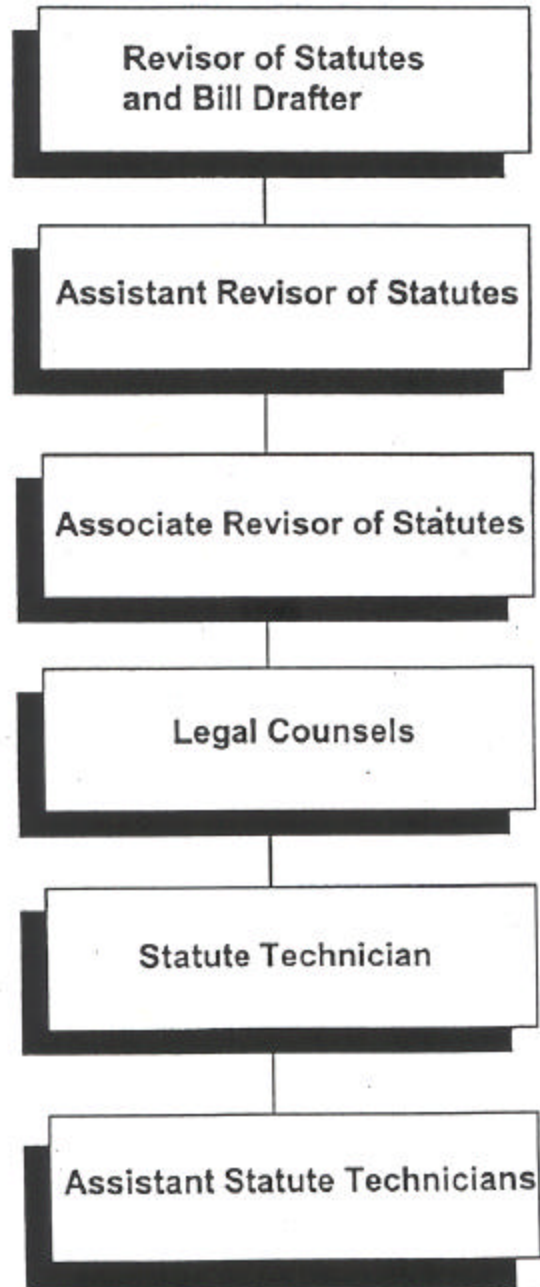 Revisor of Statutes
and Bill Drafter
Assistant Revisor of Statutes
Associate Revisor of Statutes
Legal Counsels
Statute Technician
Assistant Statute Technicians